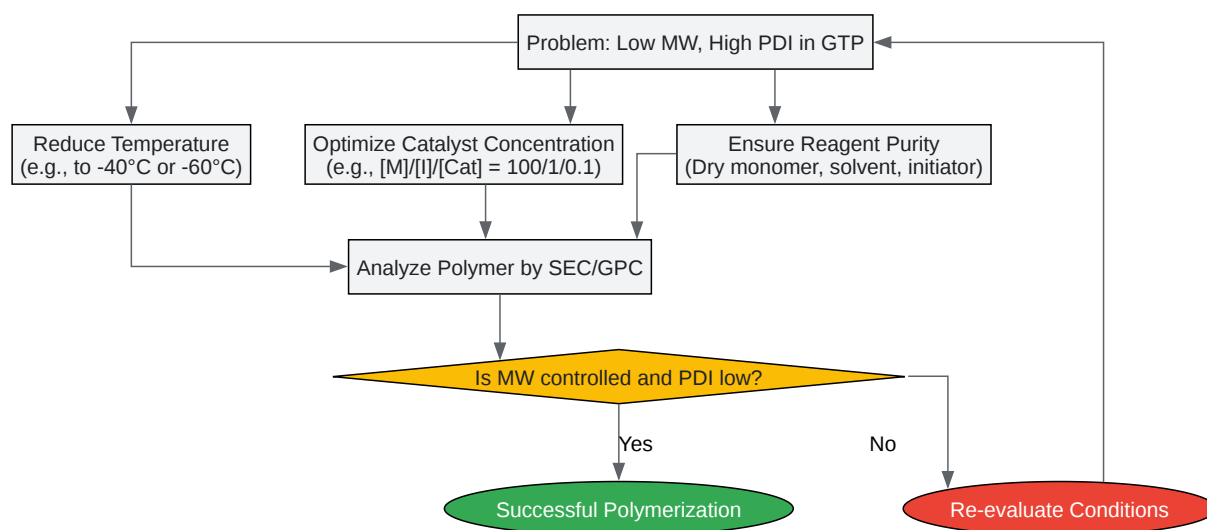 Problem: Low MW, High PDI in GTP
Reduce Temperature
(e.g., to -40°C or -60°C)
Optimize Catalyst Concentration
(e.g., [M]/[I]/[Cat] = 100/1/0.1)
Ensure Reagent Purity
(Dry monomer, solvent, initiator)
Analyze Polymer by SEC/GPC
Is MW controlled and PDI low?
Yes
No
Successful Polymerization
Re-evaluate Conditions